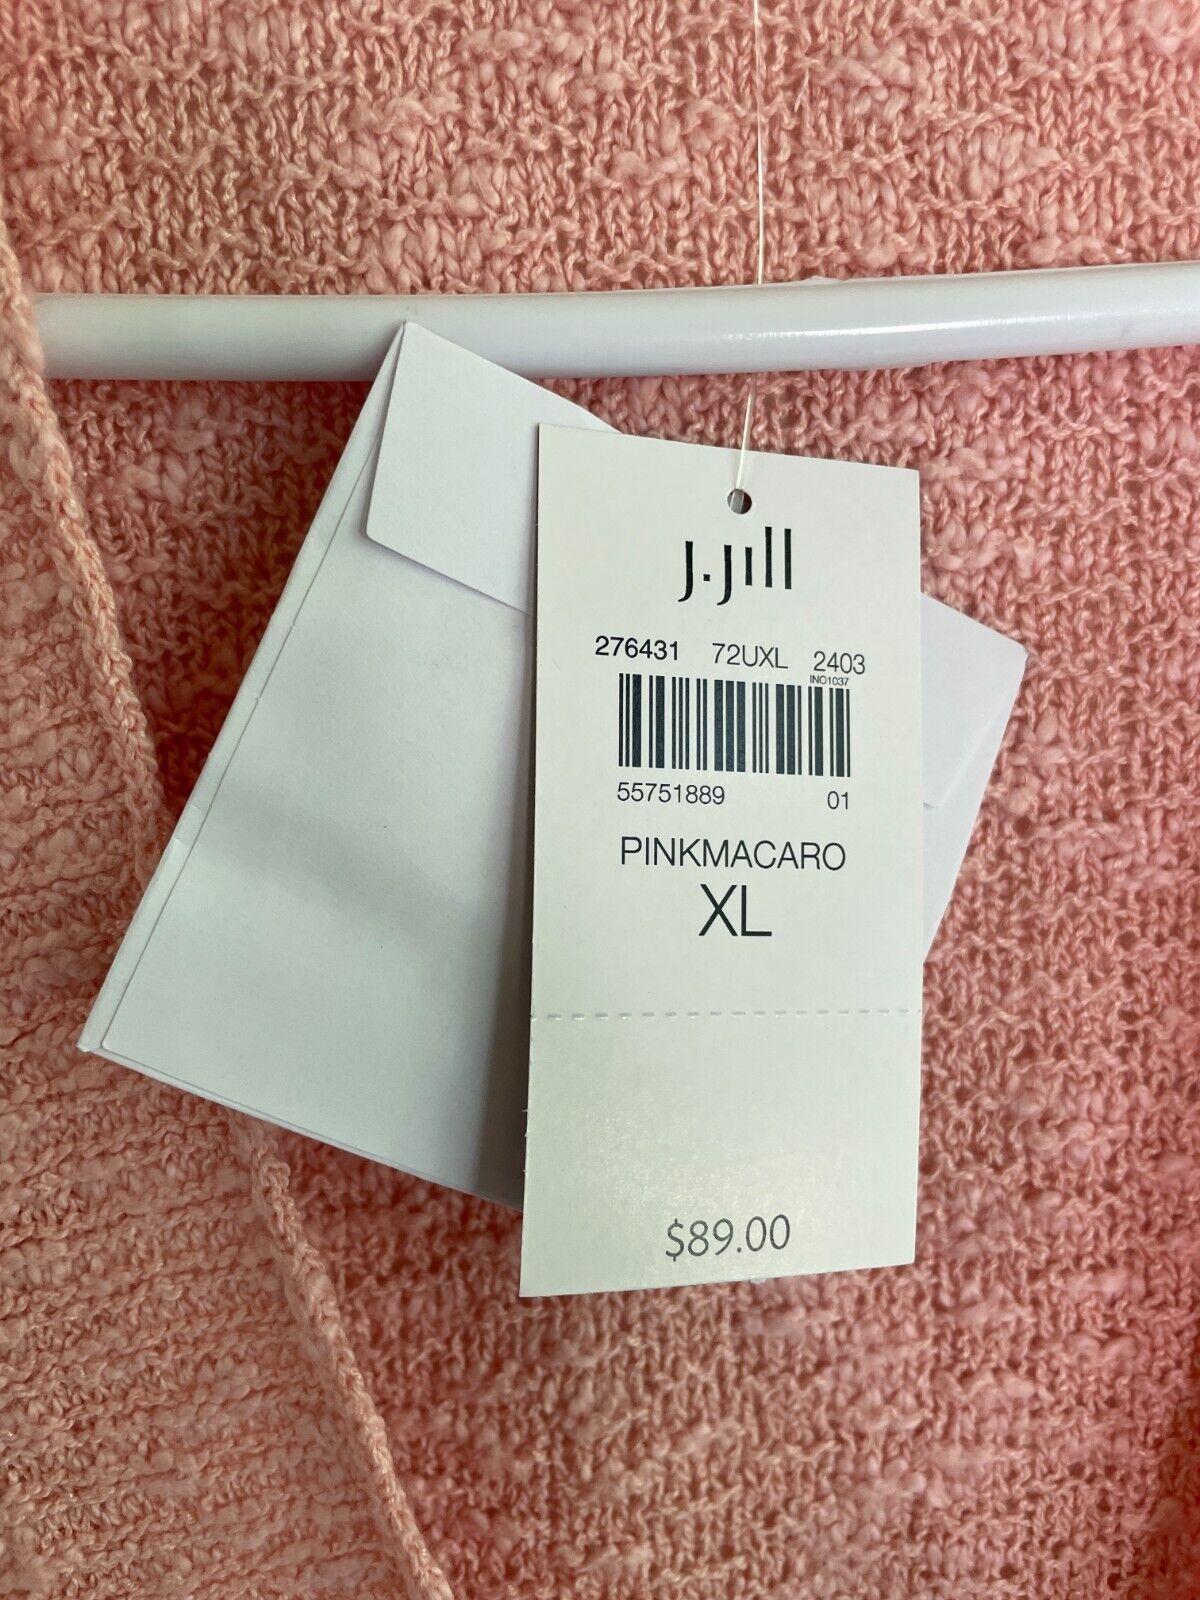 J.Jill
276431 72UXL 2403
INO1037
55751889 01
PINKMACARO
XL
$89.00